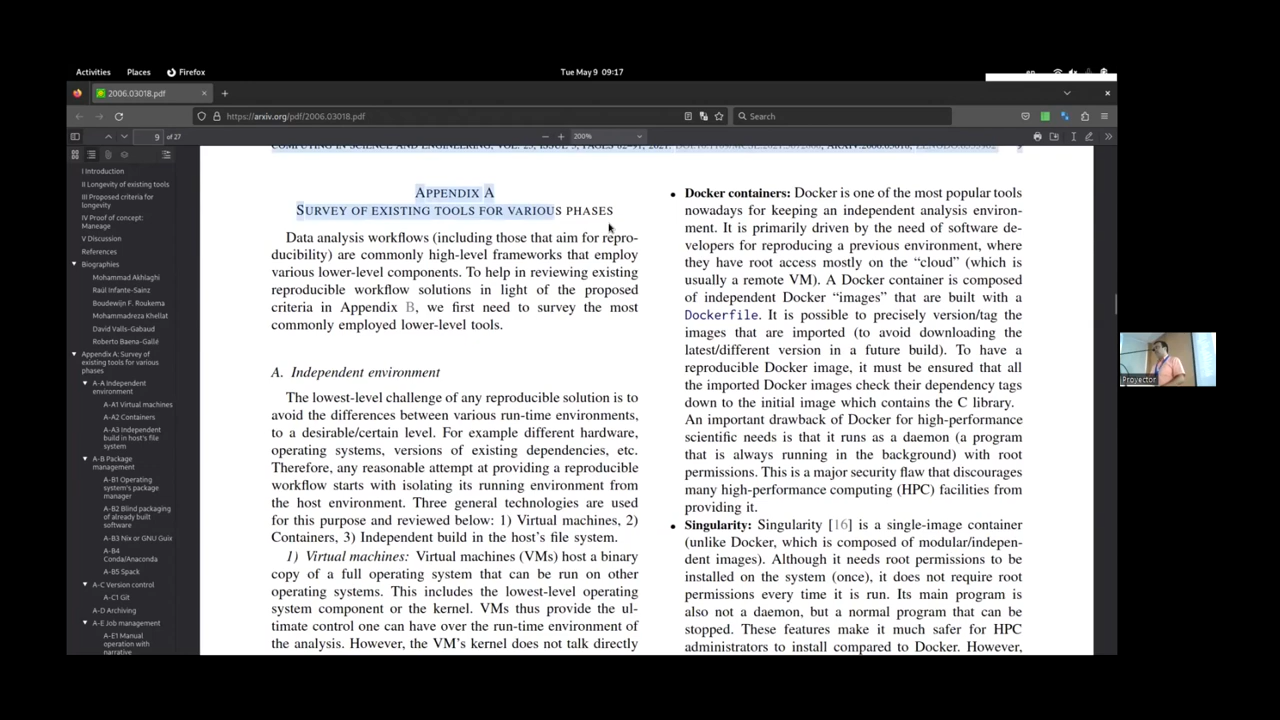 Activities
Places
Firefox
Tue May 9 09:17
en
2006.03018.pdf
https://arxiv.org/pdf/2006.03018.pdf
Search
9
of 27
200%
I Introduction
II Longevity of existing tools
III Proposed criteria for
longevity
IV Proof of concept:
Maneage
V Discussion
References
Biographies
Mohammad Akhlaghi
Raúl Infante-Sainz
Boudewijn F. Roukema
Mohammadreza Khellat
David Valls-Gabaud
Roberto Baena-Gallé
Appendix A: Survey
of existing tools for various
phases
A-A Independent
environment
A-A1 Virtual machines
A-A2 Containers
A-A3 Independent
build in host's file
system
A-B Package
management
A-B1 Operating
system's package
manager
A-B2 Blind packaging
of already built
software
A-B3 Nix or GNU Guix
A-B4
Conda/Anaconda
A-B5 Spack
A-C Version control
A-C1 Git
A-D Archiving
A-E Job management
A-E1 Manual
operation with
narrative
COMPUTING IN SCIENCE AND ENGINEERING, VOL. 23, ISSUE 3, PAGES 82–91, 2021.
APPENDIX A
SURVEY OF EXISTING TOOLS FOR VARIOUS PHASES
Data analysis workflows (including those that aim for repro-
ducibility) are commonly high-level frameworks that employ
various lower-level components. To help in reviewing existing
reproducible workflow solutions in light of the proposed
criteria in Appendix B, we first need to survey the most
commonly employed lower-level tools.
A. Independent environment
The lowest-level challenge of any reproducible solution is to
avoid the differences between various run-time environments,
to a desirable/certain level. For example different hardware,
operating systems, versions of existing dependencies, etc.
Therefore, any reasonable attempt at providing a reproducible
workflow starts with isolating its running environment from
the host environment. Three general technologies are used
for this purpose and reviewed below: 1) Virtual machines, 2)
Containers, 3) Independent build in the host's file system.
1) Virtual machines: Virtual machines (VMs) host a binary
copy of a full operating system that can be run on other
operating systems. This includes the lowest-level operating
system component or the kernel. VMs thus provide the ul-
timate control one can have over the run-time environment of
the analysis. However, the VM's kernel does not talk directly
• Docker containers: Docker is one of the most popular tools
nowadays for keeping an independent analysis environ-
ment. It is primarily driven by the need of software de-
velopers for reproducing a previous environment, where
they have root access mostly on the “cloud” (which is
usually a remote VM). A Docker container is composed
of independent Docker “images” that are built with a
Dockerfile. It is possible to precisely version/tag the
images that are imported (to avoid downloading the
latest/different version in a future build). To have a
reproducible Docker image, it must be ensured that all
the imported Docker images check their dependency tags
down to the initial image which contains the C library.
An important drawback of Docker for high-performance
scientific needs is that it runs as a daemon (a program
that is always running in the background) with root
permissions. This is a major security flaw that discourages
many high-performance computing (HPC) facilities from
providing it.
• Singularity: Singularity [16] is a single-image container
(unlike Docker, which is composed of modular/indepen-
dent images). Although it needs root permissions to be
installed on the system (once), it does not require root
permissions every time it is run. Its main program is
also not a daemon, but a normal program that can be
stopped. These features make it much safer for HPC
administrators to install compared to Docker. However,
Proyector